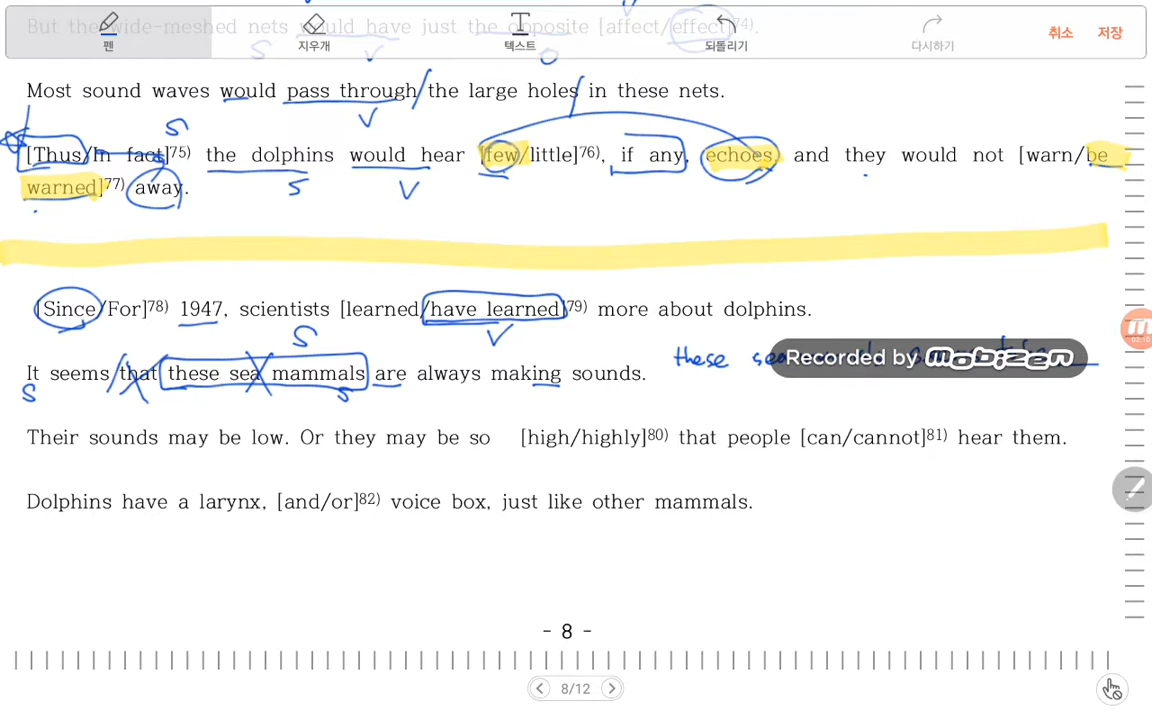 But the wide-meshed nets would have just the opposite [affect/effect]74).
펜 지우개 텍스트 되돌리기 다시하기 취소 저장
S V O
Most sound waves would pass through/the large holes/in these nets.
S V
[Thus/In fact]75) the dolphins would hear [few/little]76), if any, echoes, and they would not [warn/be
warned]77) away.
S V
02:10
[Since/For]78) 1947, scientists [learned/have learned]79) more about dolphins.
S V
these
Recorded by mobizen
It seems/that these sea mammals are always making sounds.
S S
Their sounds may be low. Or they may be so [high/highly]80) that people [can/cannot]81) hear them.
Dolphins have a larynx, [and/or]82) voice box, just like other mammals.
- 8 -
8/12